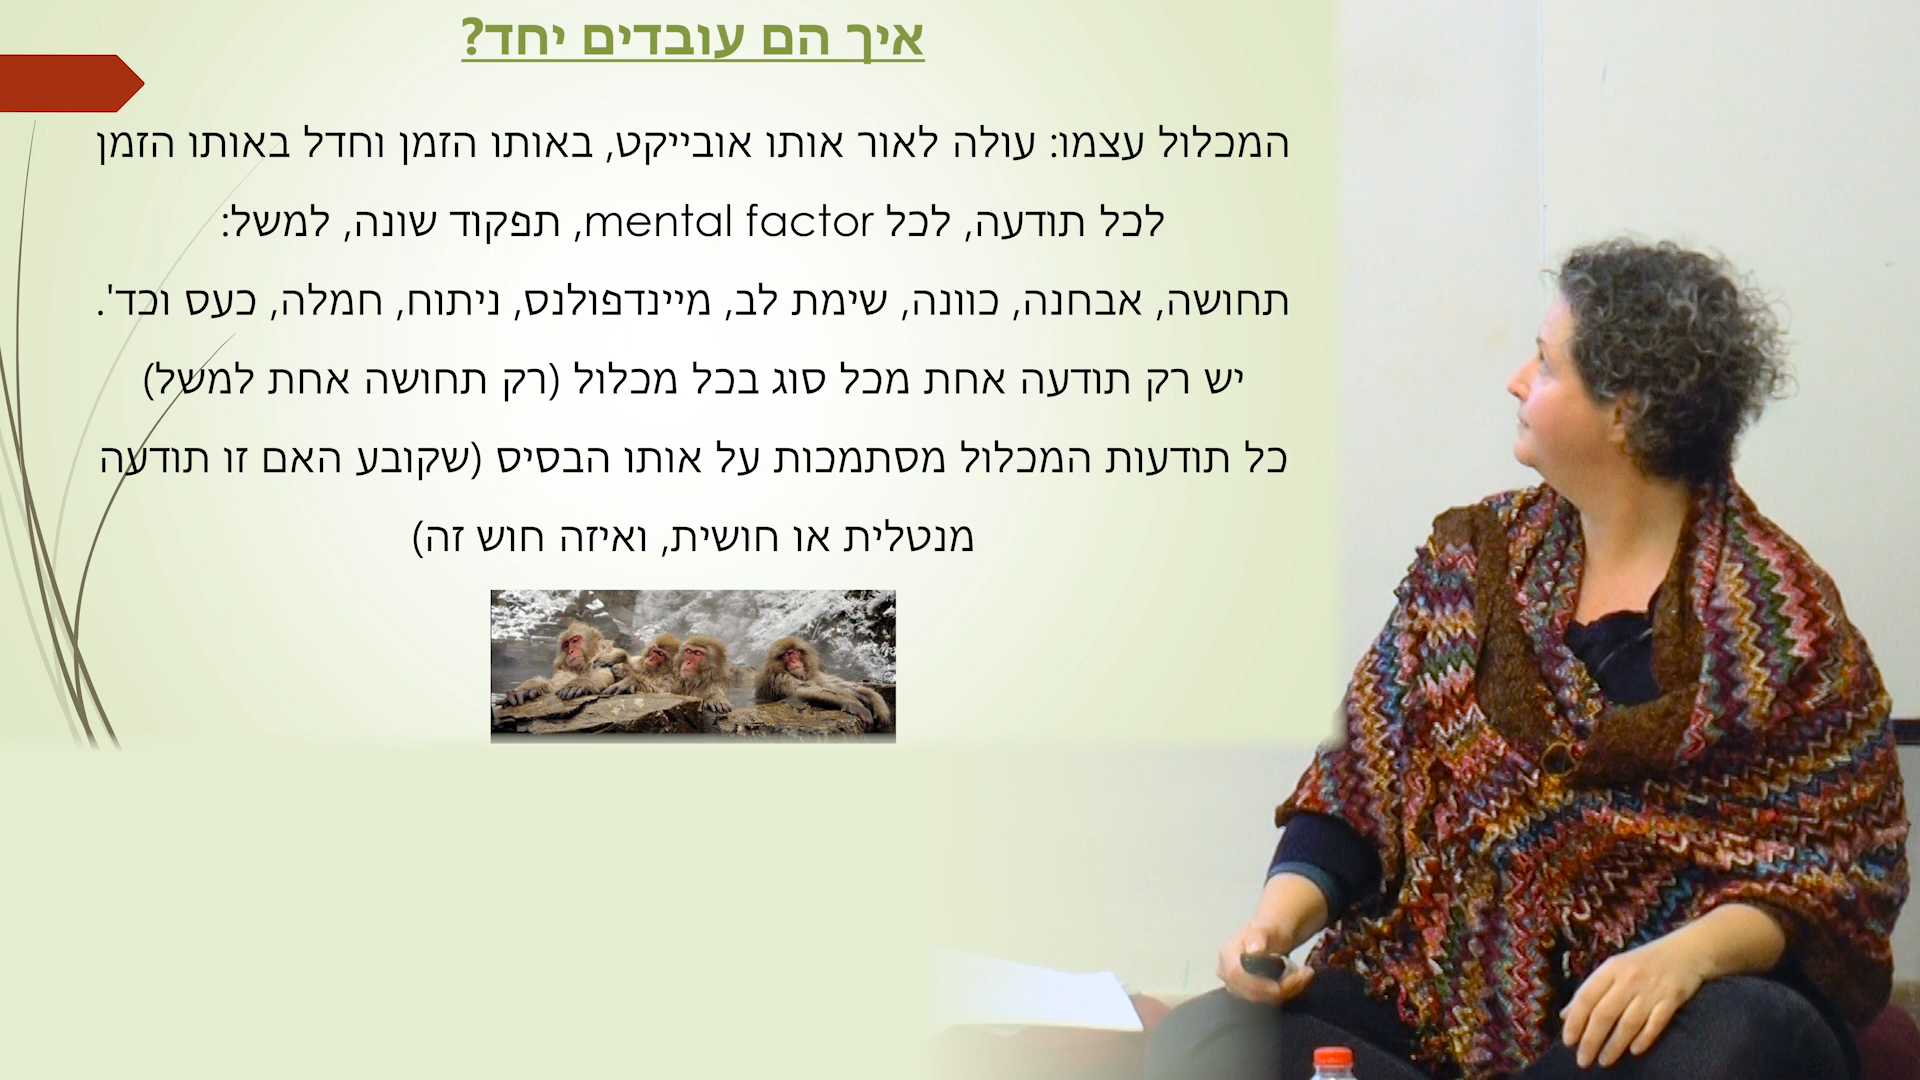 איך הם עובדים יחד?
המכלול עצמו: עולה לאור אותו אובייקט, באותו הזמן וחדל באותו הזמן
לכל תודעה, לכל mental factor, תפקוד שונה, למשל:
תחושה, אבחנה, כוונה, שימת לב, מיינדפולנס, ניתוח, חמלה, כעס וכד'.
יש רק תודעה אחת מכל סוג בכל מכלול (רק תחושה אחת למשל)
כל תודעות המכלול מסתמכות על אותו הבסיס (שקובע האם זו תודעה
מנטלית או חושית, ואיזה חוש זה)